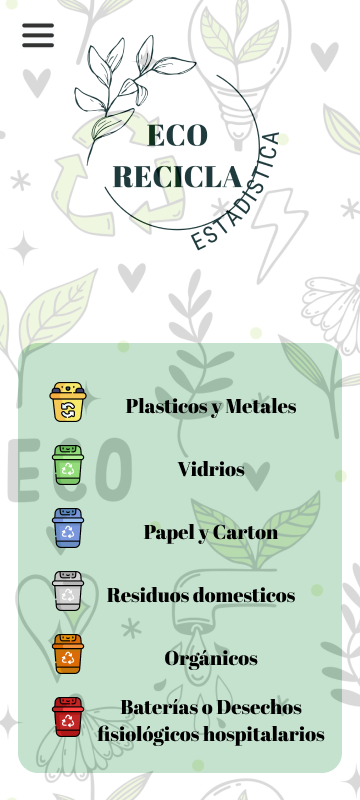 ECO
RECICLA
ESTADISTICA
ECO
Plasticos y Metales
Vidrios
Papel y Carton
Residuos domesticos
Orgánicos
Baterías o Desechos
fisiológicos hospitalarios